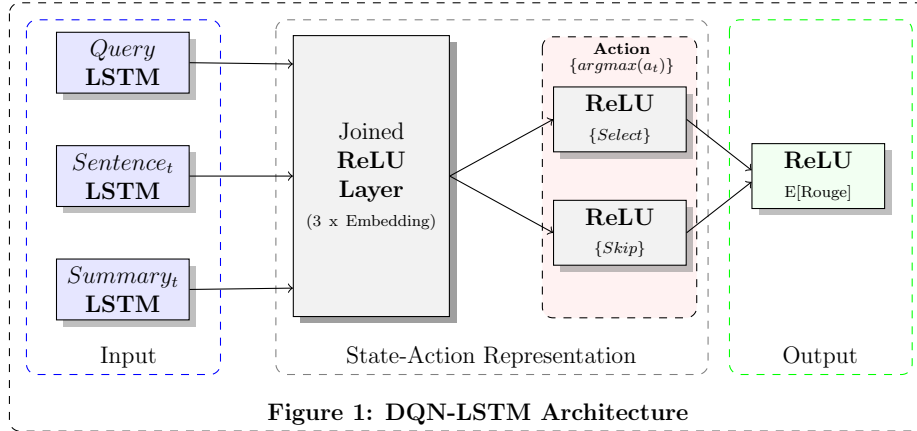 Query
LSTM
Sentence_t
LSTM
Summary_t
LSTM
Input
Joined
ReLU
Layer
(3 x Embedding)
Action
{argmax(a_t)}
ReLU
{Select}
ReLU
{Skip}
State-Action Representation
ReLU
E[Rouge]
Output
Figure 1: DQN-LSTM Architecture